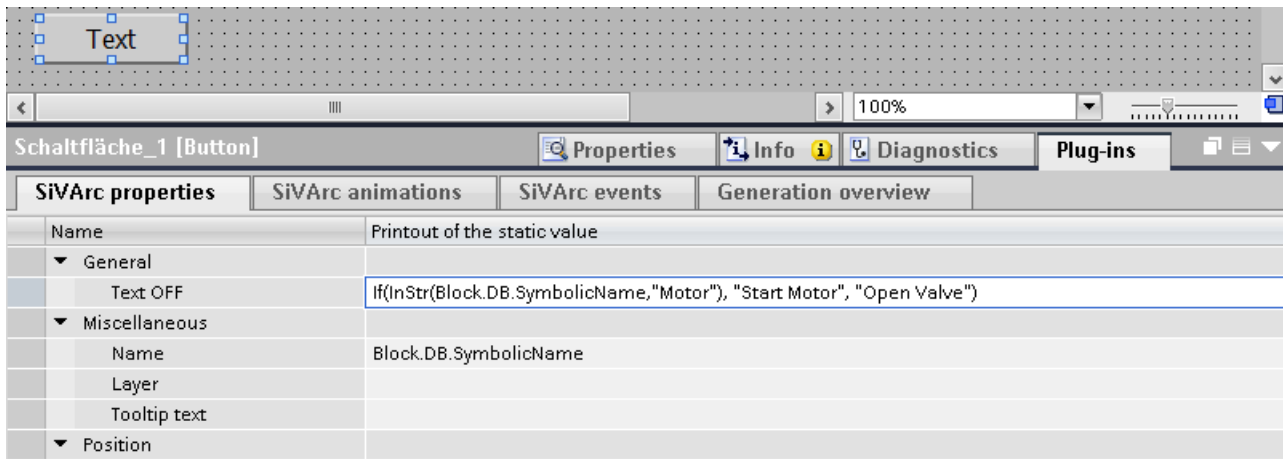 Text
100%
Schaltfläche_1 [Button] Properties Info Diagnostics Plug-ins
SiVArc properties SiVArc animations SiVArc events Generation overview
Name Printout of the static value
General
Text OFF If(InStr(Block.DB.SymbolicName,"Motor"), "Start Motor", "Open Valve")
Miscellaneous
Name Block.DB.SymbolicName
Layer
Tooltip text
Position